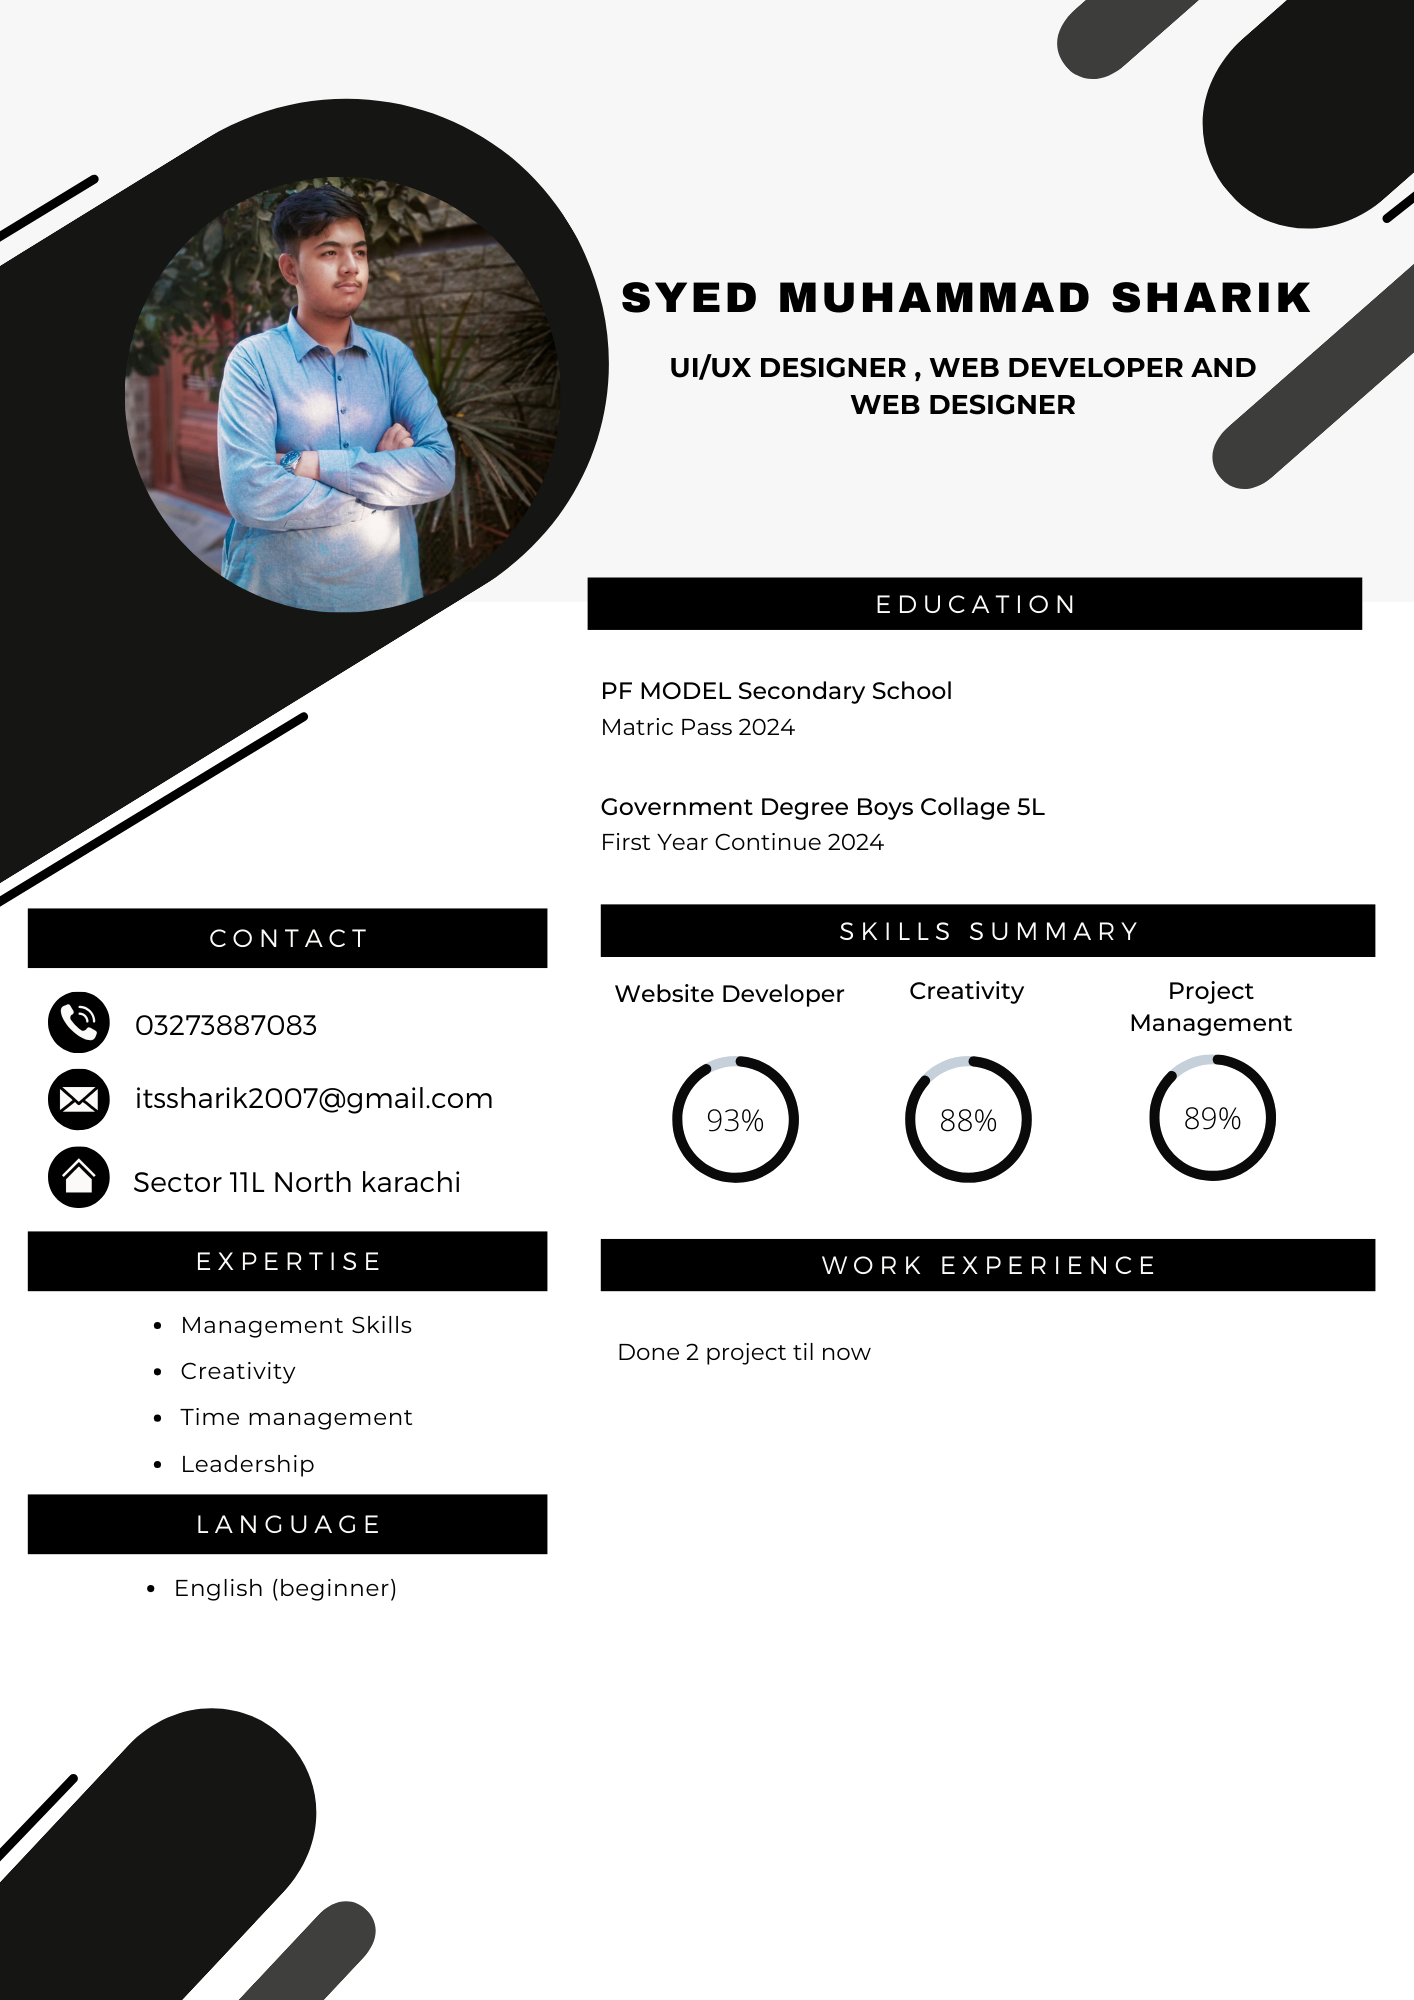 SYED MUHAMMAD SHARIK
UI/UX DESIGNER , WEB DEVELOPER AND
WEB DESIGNER
EDUCATION
PF MODEL Secondary School
Matric Pass 2024
Government Degree Boys Collage 5L
First Year Continue 2024
CONTACT
03273887083
itssharik2007@gmail.com
Sector 11L North karachi
EXPERTISE
• Management Skills
• Creativity
• Time management
• Leadership
LANGUAGE
• English (beginner)
SKILLS SUMMARY
Website Developer
93%
Creativity
88%
Project
Management
89%
WORK EXPERIENCE
Done 2 project til now